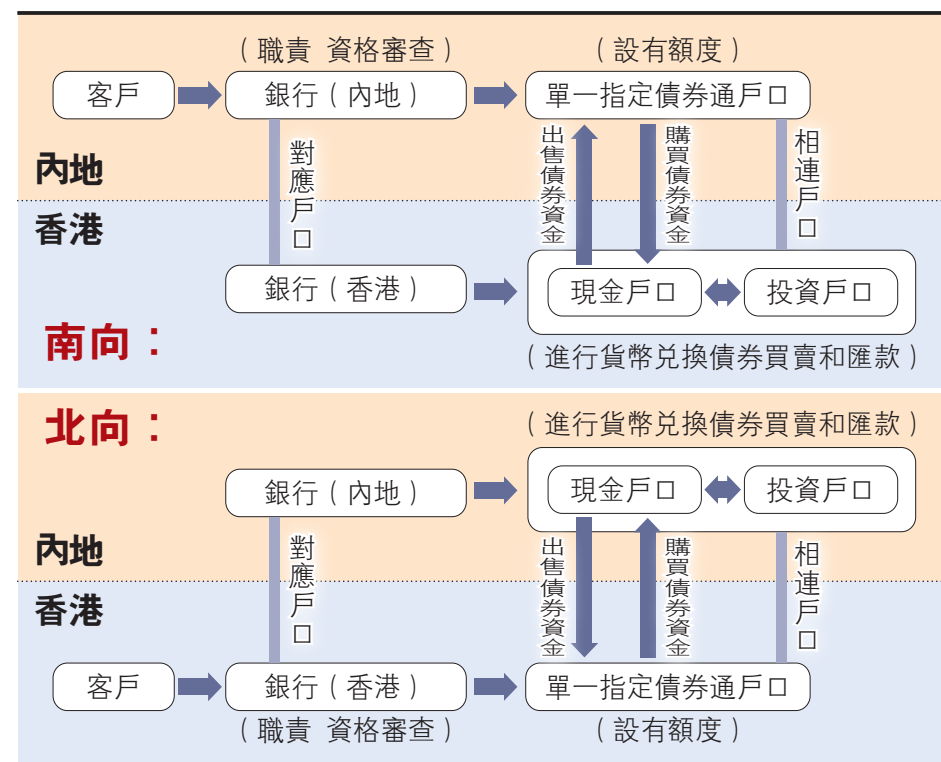 （職責 資格審查）
（設有額度）
客戶
銀行（內地）
單一指定債券通戶口
內地
對應戶口
出售債券資金
購買債券資金
相連戶口
香港
銀行（香港）
現金戶口
投資戶口
南向：
（進行貨幣兌換債券買賣和匯款）
北向：
（進行貨幣兌換債券買賣和匯款）
銀行（內地）
現金戶口
投資戶口
內地
對應戶口
出售債券資金
購買債券資金
相連戶口
香港
客戶
銀行（香港）
單一指定債券通戶口
（職責 資格審查）
（設有額度）